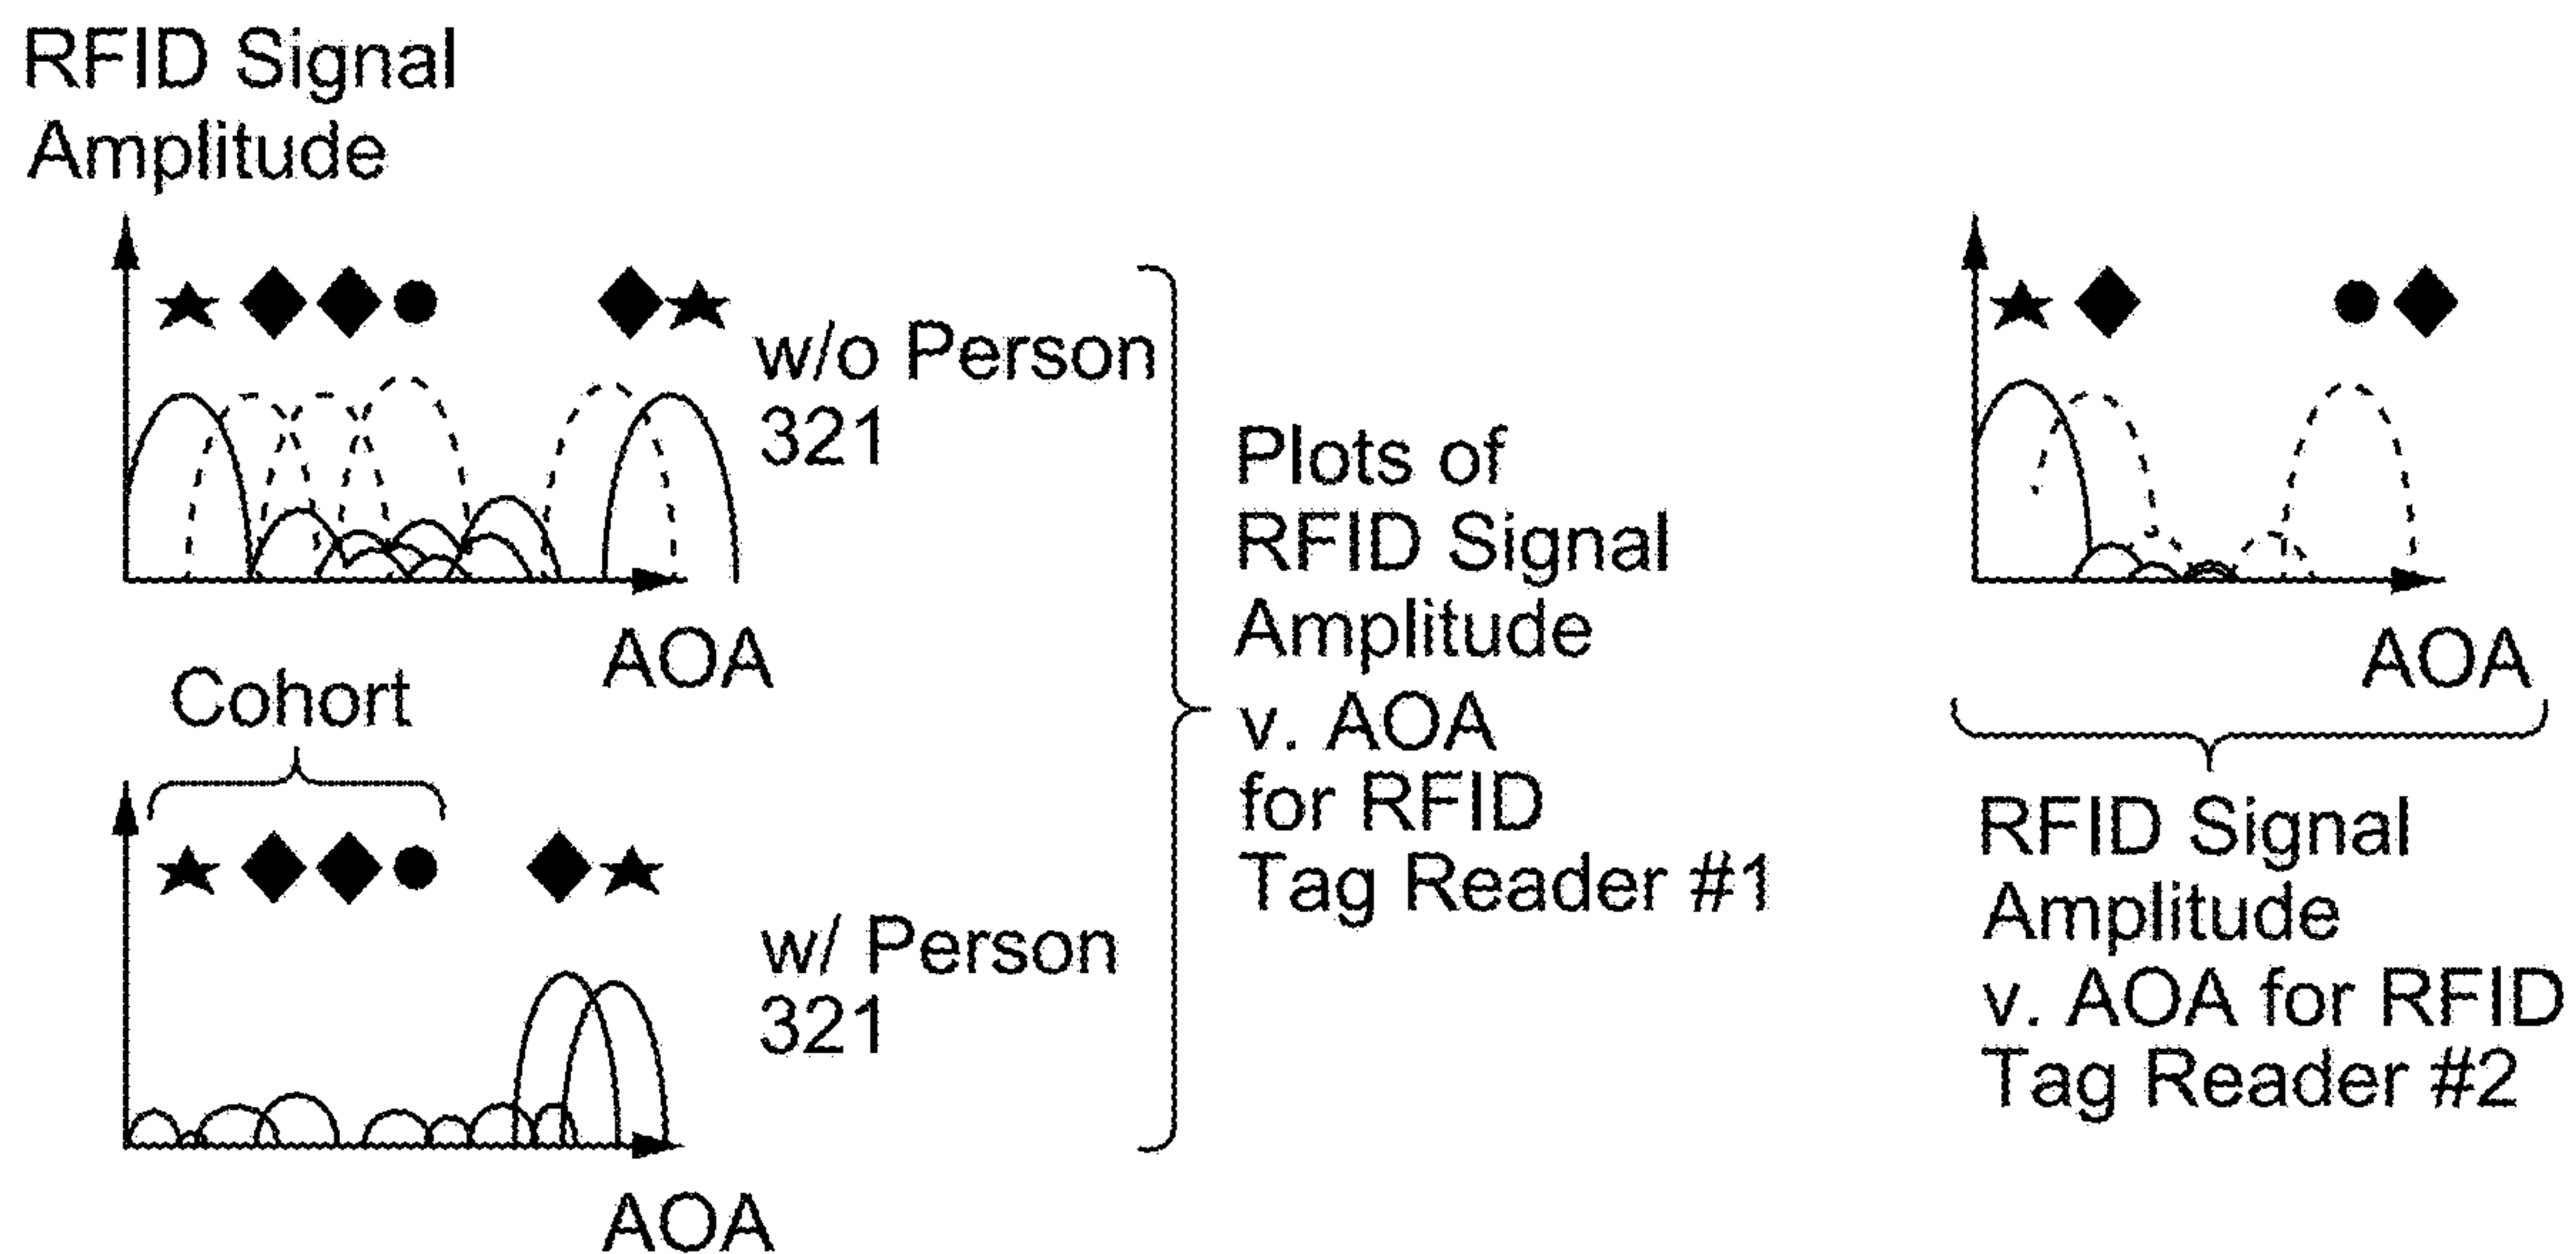 RFID Signal
Amplitude
w/o Person
321
AOA
Cohort
w/ Person
321
AOA
Plots of
RFID Signal
Amplitude
v. AOA
for RFID
Tag Reader #1
AOA
RFID Signal
Amplitude
v. AOA for RFID
Tag Reader #2